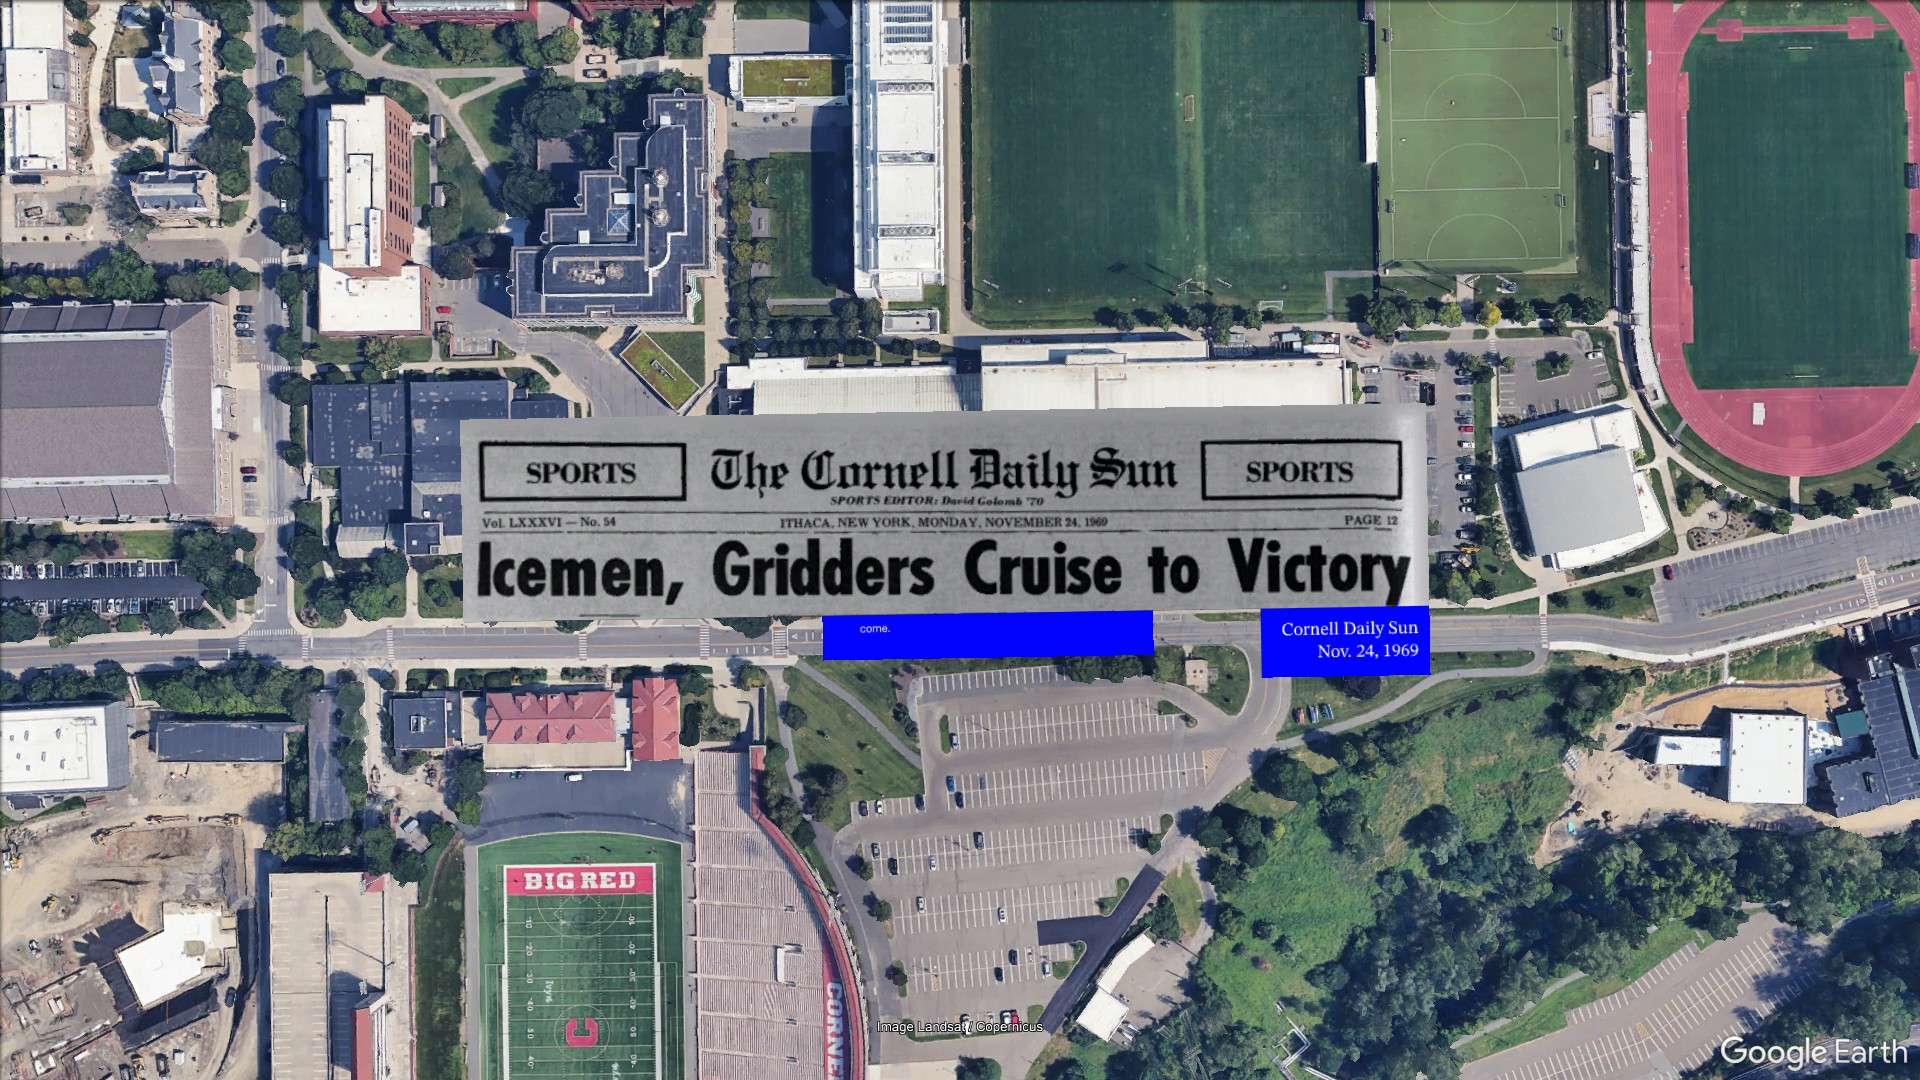 SPORTS
The Cornell Daily Sun
SPORTS
SPORTS EDITOR: David Golomb '70
Vol. LXXXVI — No. 54
ITHACA, NEW YORK, MONDAY, NOVEMBER 24, 1969
PAGE 12
Icemen, Gridders Cruise to Victory
come.
Cornell Daily Sun
Nov. 24, 1969
BIG RED
C
CORNE
Image Landsat / Copernicus
Google Earth